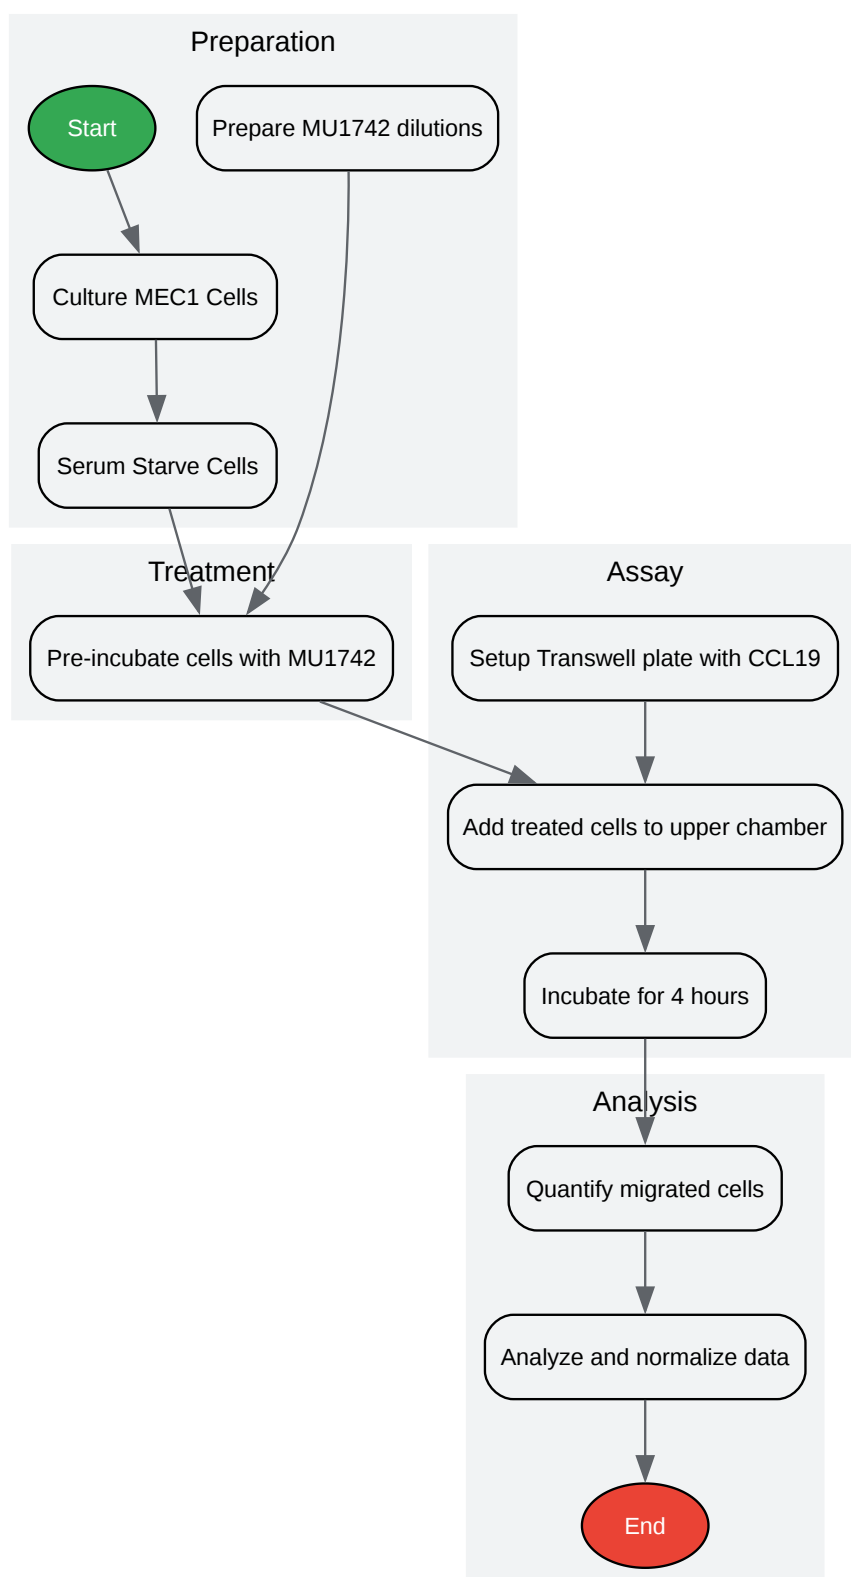 Preparation
Start
Prepare MU1742 dilutions
Culture MEC1 Cells
Serum Starve Cells
Treatment
Pre-incubate cells with MU1742
Assay
Setup Transwell plate with CCL19
Add treated cells to upper chamber
Incubate for 4 hours
Analysis
Quantify migrated cells
Analyze and normalize data
End